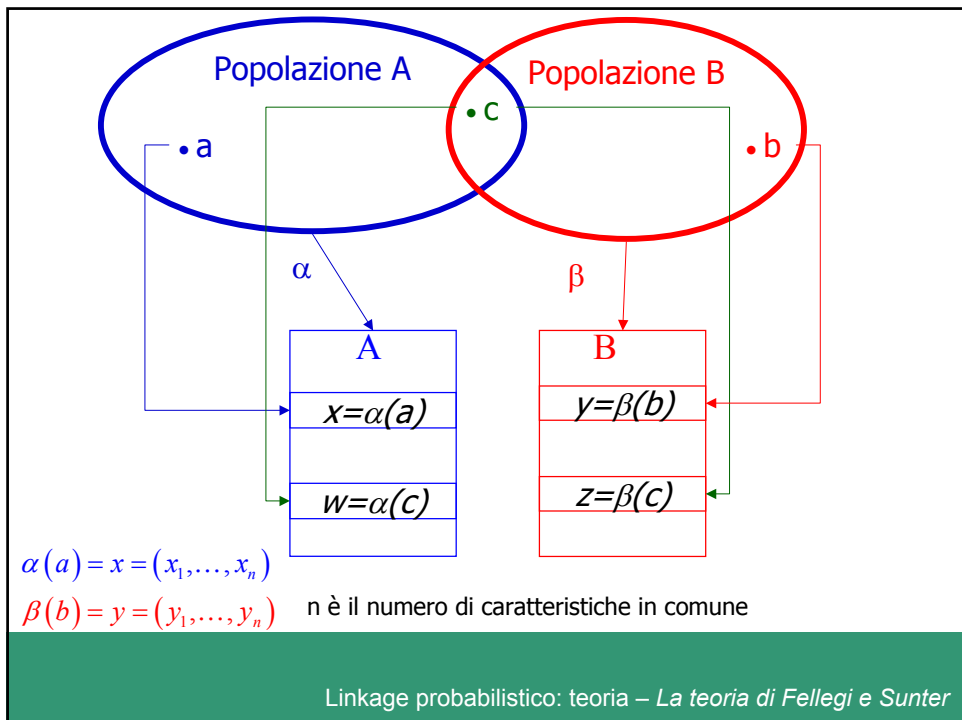 Popolazione A
Popolazione B
• c
• a
• b
α
β
A
B
x=α(a)
y=β(b)
w=α(c)
z=β(c)
α(a) = x = (x₁,…, xₙ)
β(b) = y = (y₁,…, yₙ) n è il numero di caratteristiche in comune
Linkage probabilistico: teoria – La teoria di Fellegi e Sunter